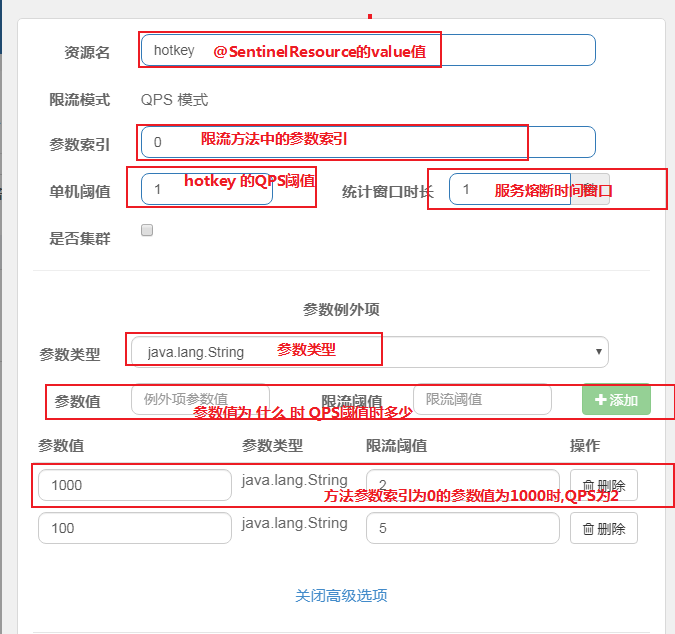 资源名 hotkey @SentinelResource的value值
限流模式 QPS 模式
参数索引 0 限流方法中的参数索引
单机阈值 1 hotkey 的QPS阈值 统计窗口时长 1 服务熔断时间窗口
是否集群
参数例外项
参数类型 java.lang.String 参数类型
参数值 例外项参数值 限流阈值 限流阈值 添加
参数值为 什么 时 QPS阈值时多少
参数值 参数类型 限流阈值 操作
1000 java.lang.String 2 删除
方法参数索引为0的参数值为1000时,QPS为2
100 java.lang.String 5 删除
关闭高级选项